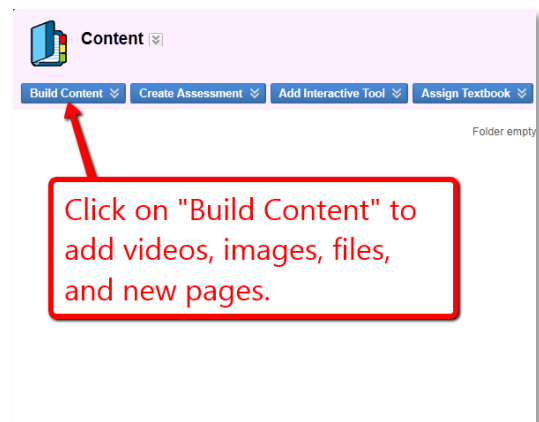 Content
Build Content Create Assessment Add Interactive Tool Assign Textbook
Folder empty
Click on "Build Content" to
add videos, images, files,
and new pages.